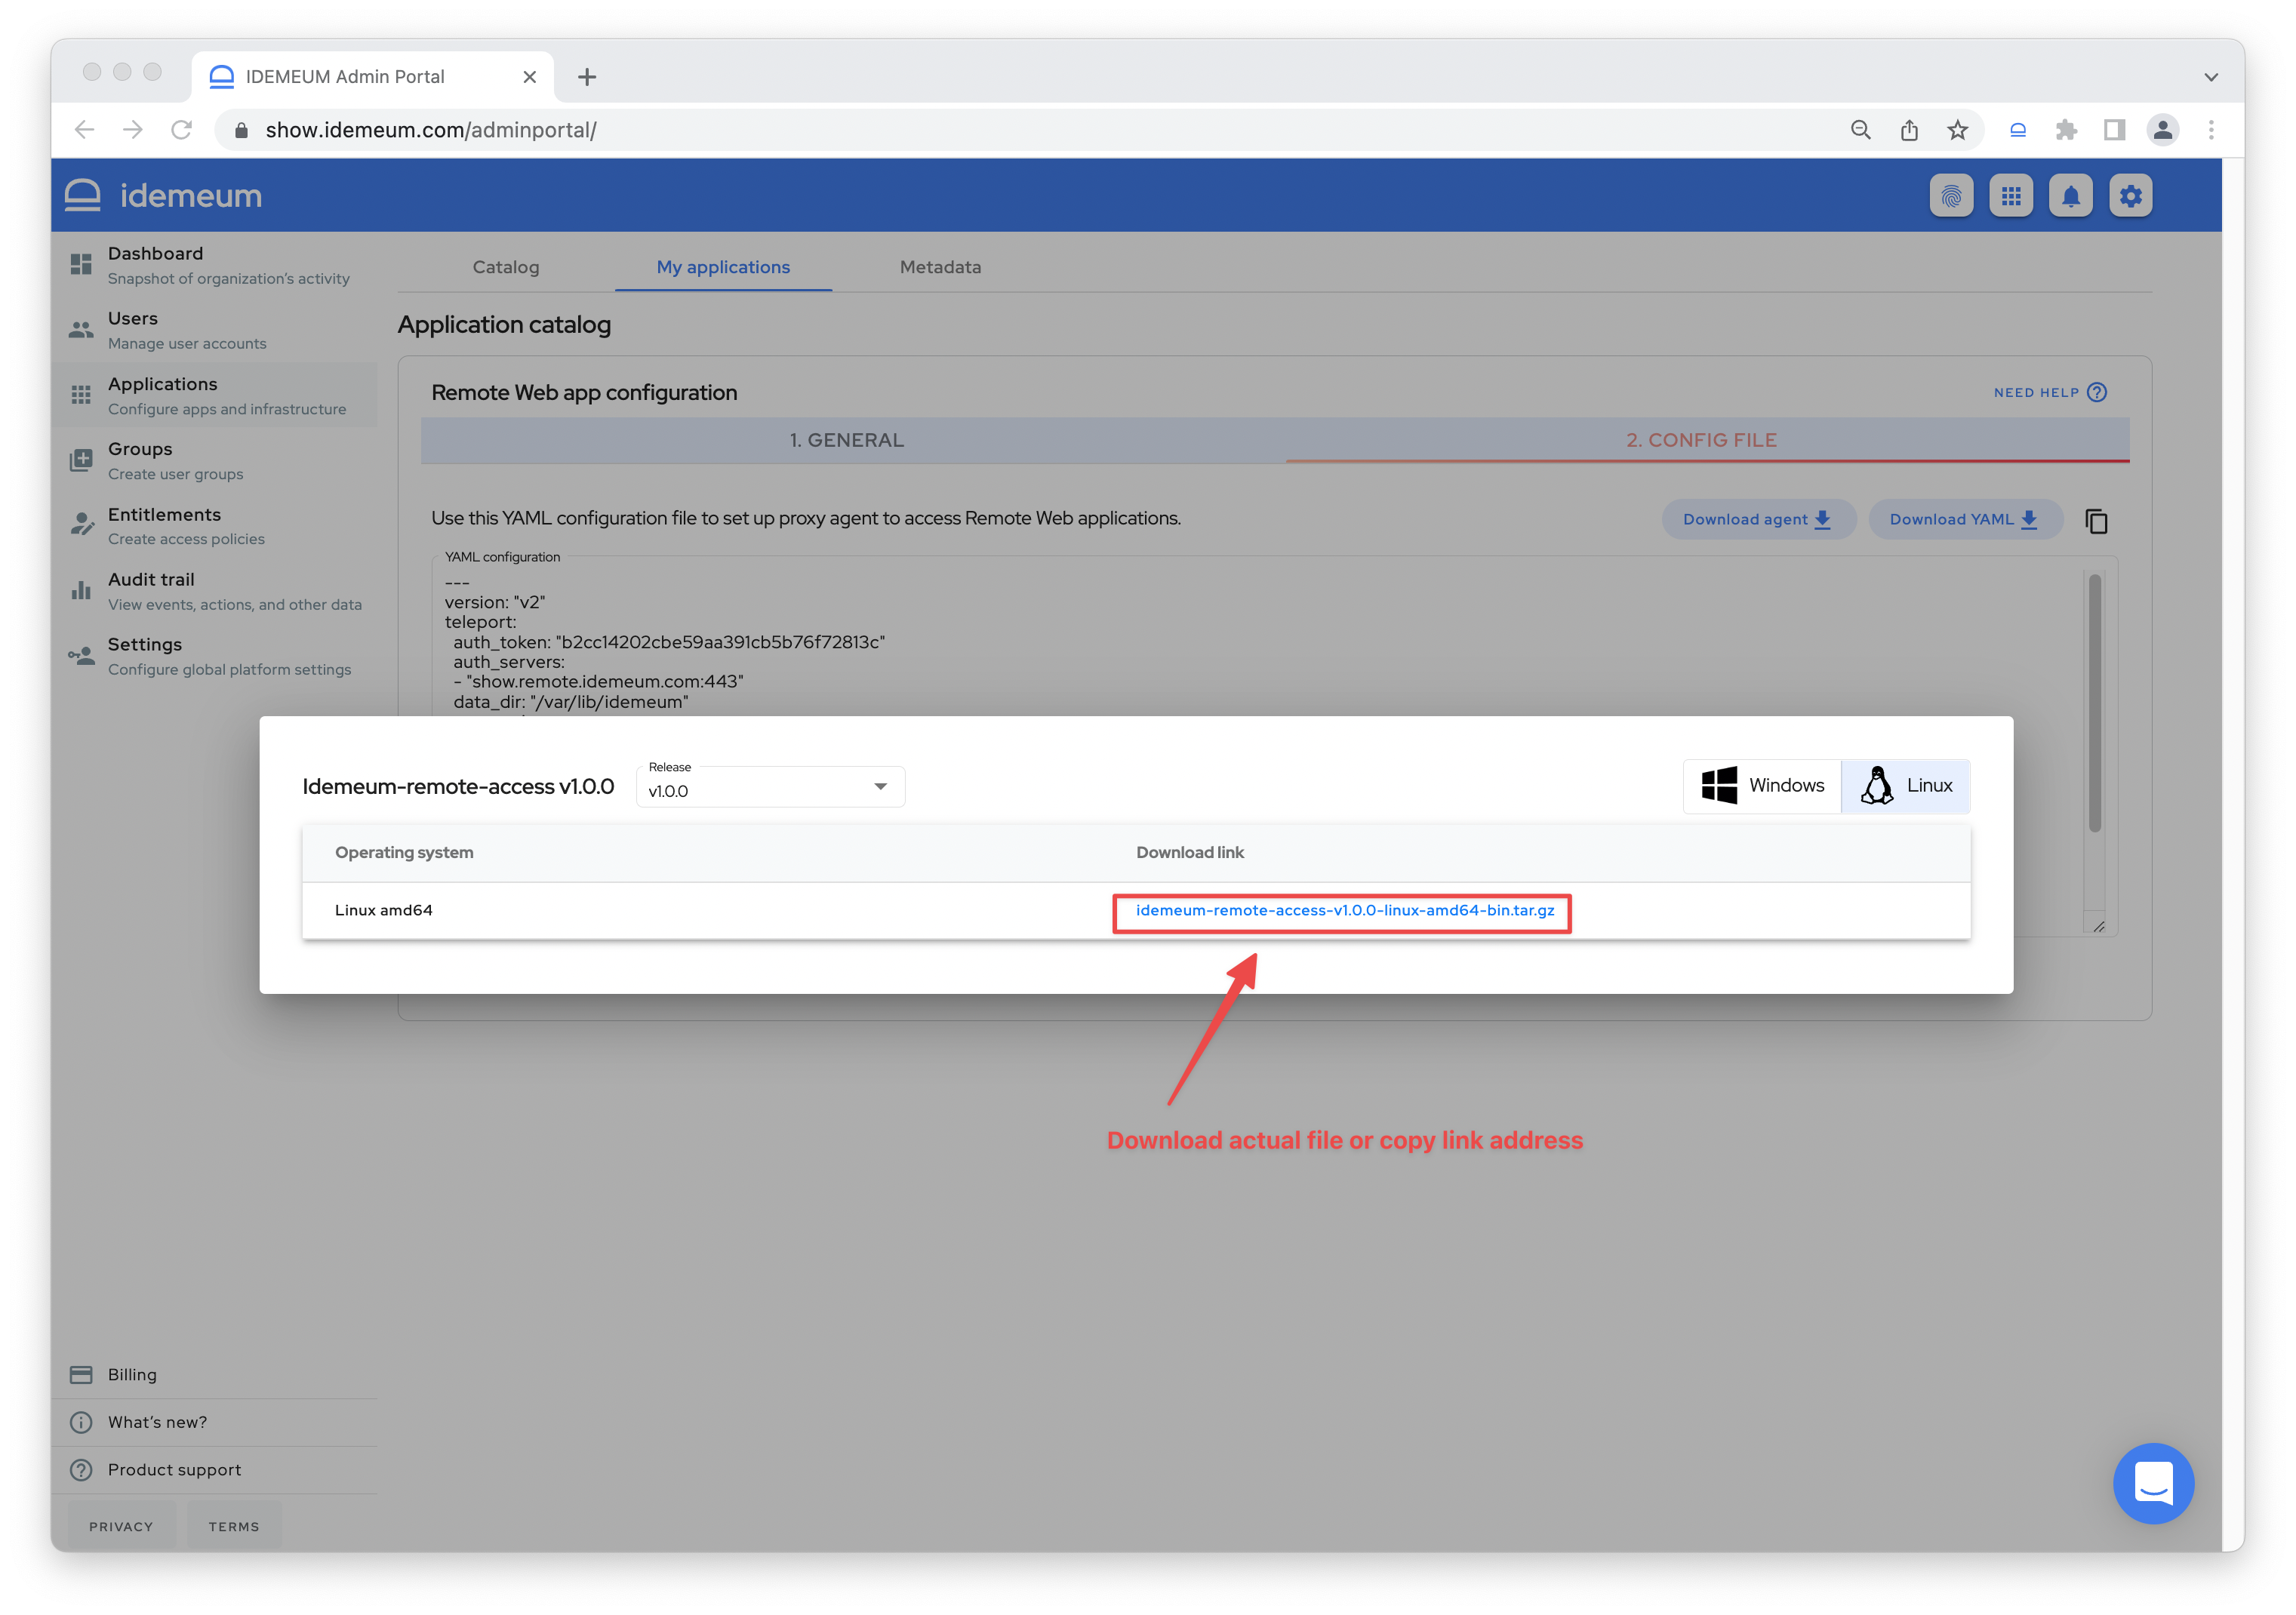 IDEMEUM Admin Portal
show.idemeum.com/adminportal/
idemeum
Dashboard
Snapshot of organization's activity
Users
Manage user accounts
Applications
Configure apps and infrastructure
Groups
Create user groups
Entitlements
Create access policies
Audit trail
View events, actions, and other data
Settings
Configure global platform settings
Catalog
My applications
Metadata
Application catalog
Remote Web app configuration
NEED HELP
1. GENERAL
2. CONFIG FILE
Use this YAML configuration file to set up proxy agent to access Remote Web applications.
Download agent
Download YAML
YAML configuration
---
version: "v2"
teleport:
auth_token: "b2cc14202cbe59aa391cb5b76f72813c"
auth_servers:
- "show.remote.idemeum.com:443"
data_dir: "/var/lib/idemeum"
Idemeum-remote-access v1.0.0
Release
v1.0.0
Windows
Linux
Operating system
Download link
Linux amd64
idemeum-remote-access-v1.0.0-linux-amd64-bin.tar.gz
Download actual file or copy link address
Billing
What's new?
Product support
PRIVACY
TERMS